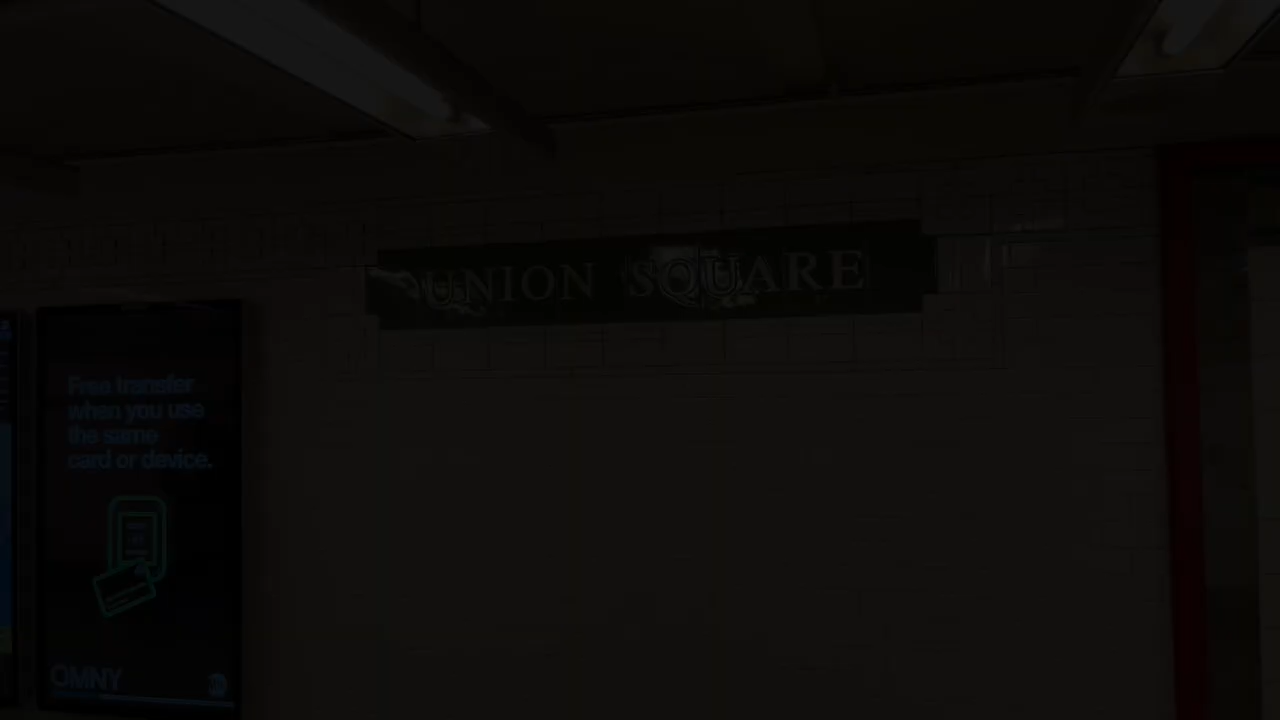 UNION SQUARE
Free transfer
when you use
the same
card or device.
OMNY